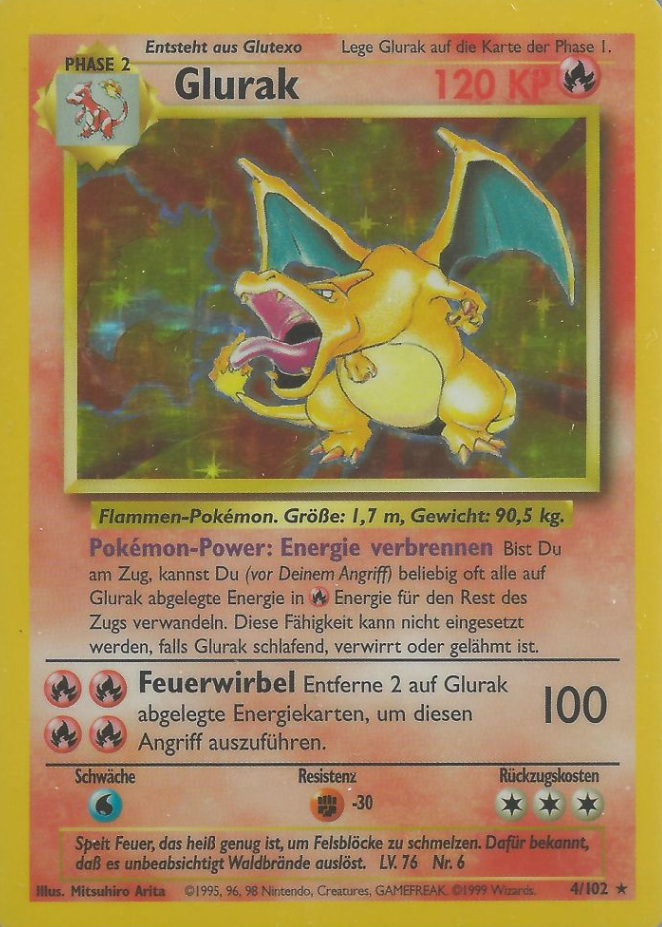 Entsteht aus Glutexo Lege Glurak auf die Karte der Phase 1.
PHASE 2
Glurak 120 KP
Flammen-Pokémon. Größe: 1,7 m, Gewicht: 90,5 kg.
Pokémon-Power: Energie verbrennen Bist Du
am Zug, kannst Du (vor Deinem Angriff) beliebig oft alle auf
Glurak abgelegte Energie in Energie für den Rest des
Zugs verwandeln. Diese Fähigkeit kann nicht eingesetzt
werden, falls Glurak schlafend, verwirrt oder gelähmt ist.
Feuerwirbel Entferne 2 auf Glurak
abgelegte Energiekarten, um diesen
Angriff auszuführen.
100
Schwäche Resistenz Rückzugskosten
-30
Speit Feuer, das heiß genug ist, um Felsblöcke zu schmelzen. Dafür bekannt,
daß es unbeabsichtigt Waldbrände auslöst. LV. 76 Nr. 6
Illus. Mitsuhiro Arita ©1995, 96, 98 Nintendo, Creatures, GAMEFREAK. ©1999 Wizards. 4/102 ★